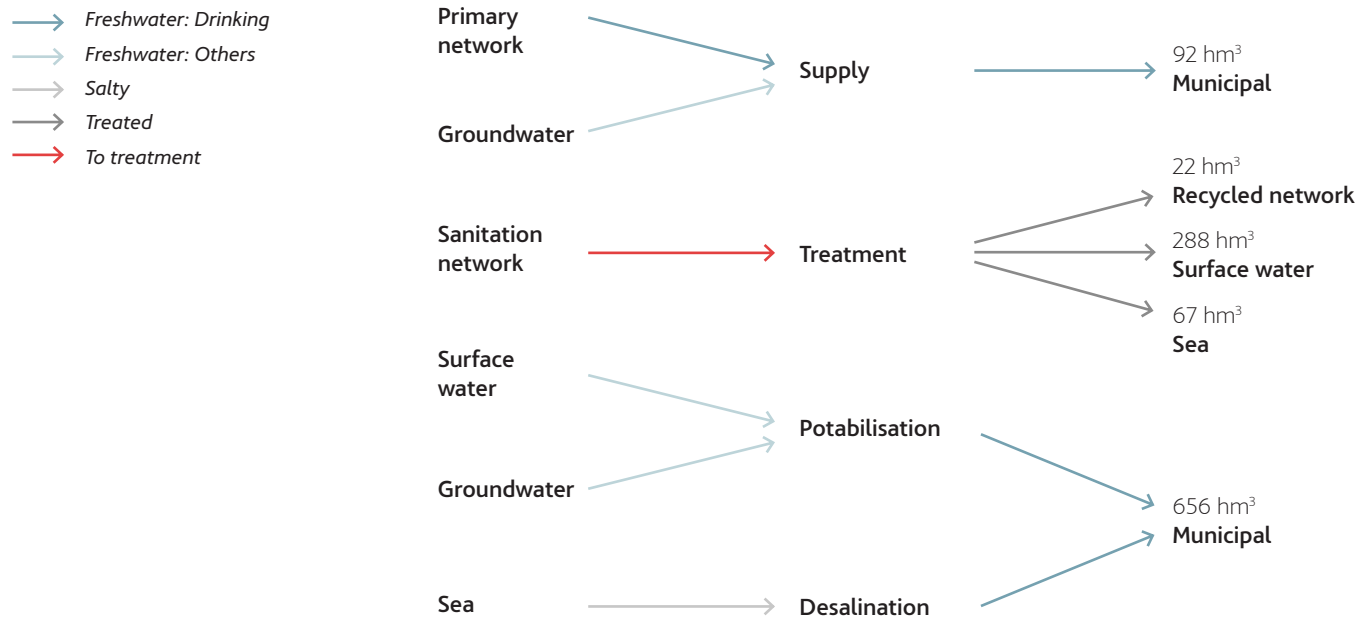 Freshwater: Drinking
Freshwater: Others
Salty
Treated
To treatment
Primary
network
Groundwater
Supply
92 hm³
Municipal
Sanitation
network
Treatment
22 hm³
Recycled network
288 hm³
Surface water
67 hm³
Sea
Surface
water
Groundwater
Potabilisation
Sea
Desalination
656 hm³
Municipal